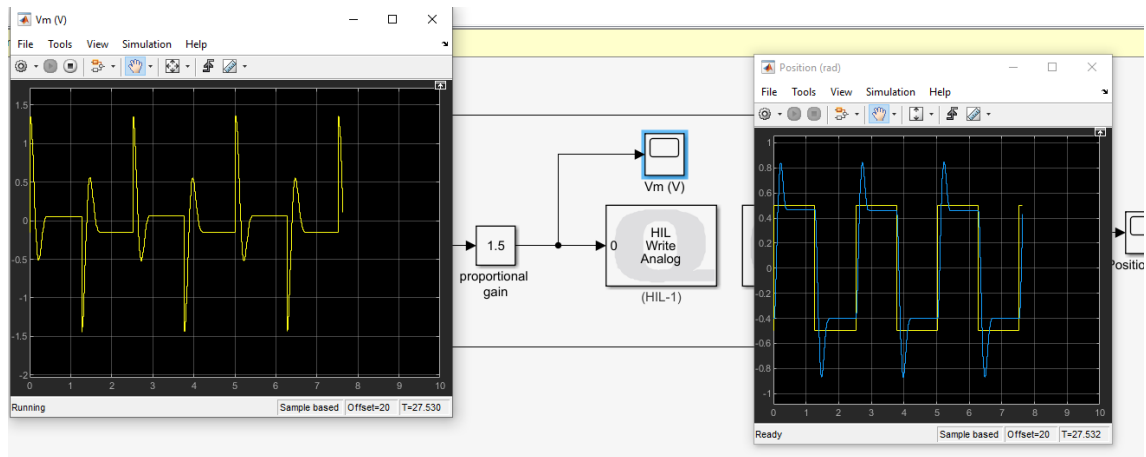 Vm (V)
File Tools View Simulation Help
1.5
1
0.5
0
-0.5
-1
-1.5
-2
0 1 2 3 4 5 6 7 8 9 10
Running
Sample based Offset=20 T=27.530
1.5
proportional
gain
Vm (V)
0
HIL
Write
Analog
(HIL-1)
Position (rad)
File Tools View Simulation Help
1
0.8
0.6
0.4
0.2
0
-0.2
-0.4
-0.6
-0.8
-1
0 1 2 3 4 5 6 7 8 9 10
Ready
Sample based Offset=20 T=27.532